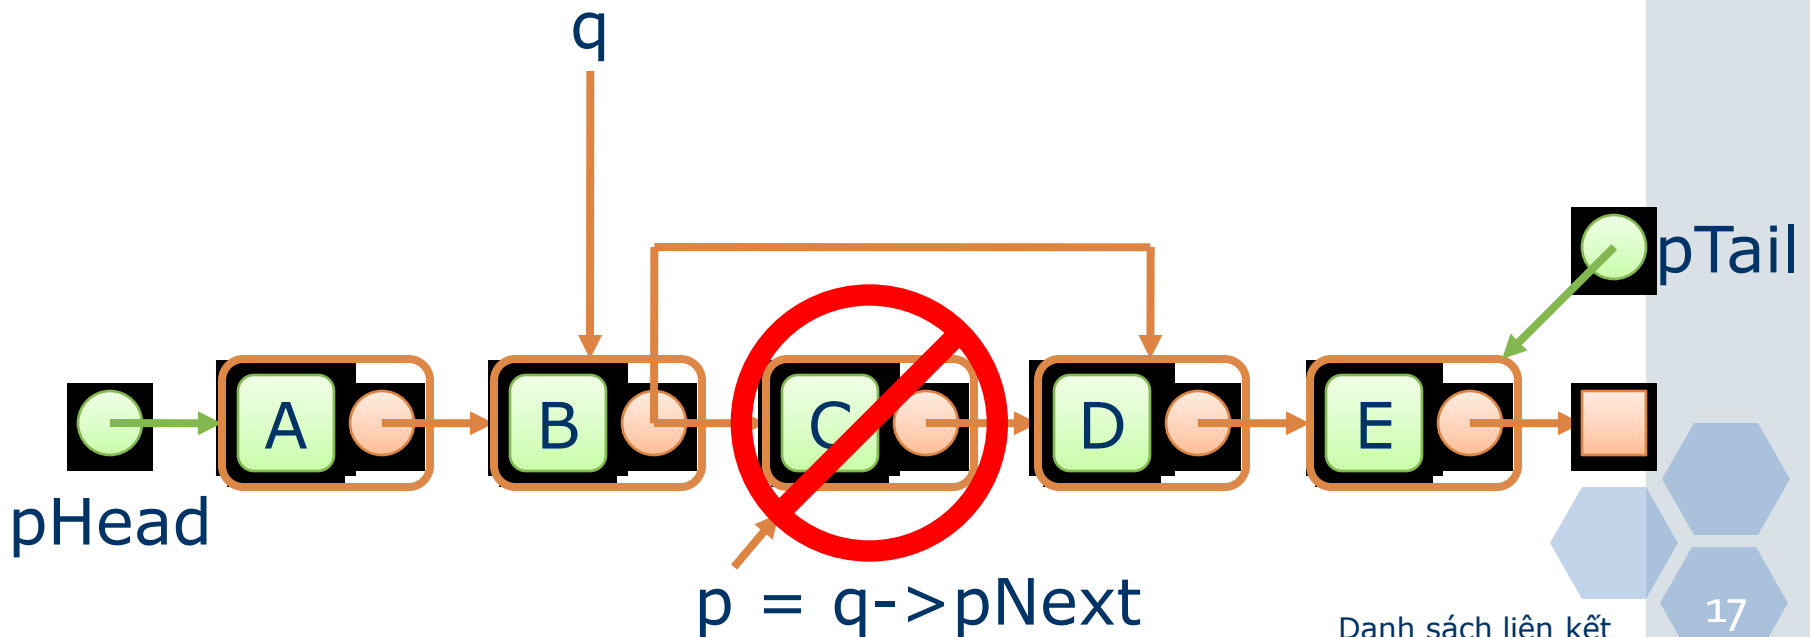 q
pTail
A B C D E
pHead
p = q->pNext
Danh sách liên kết
17